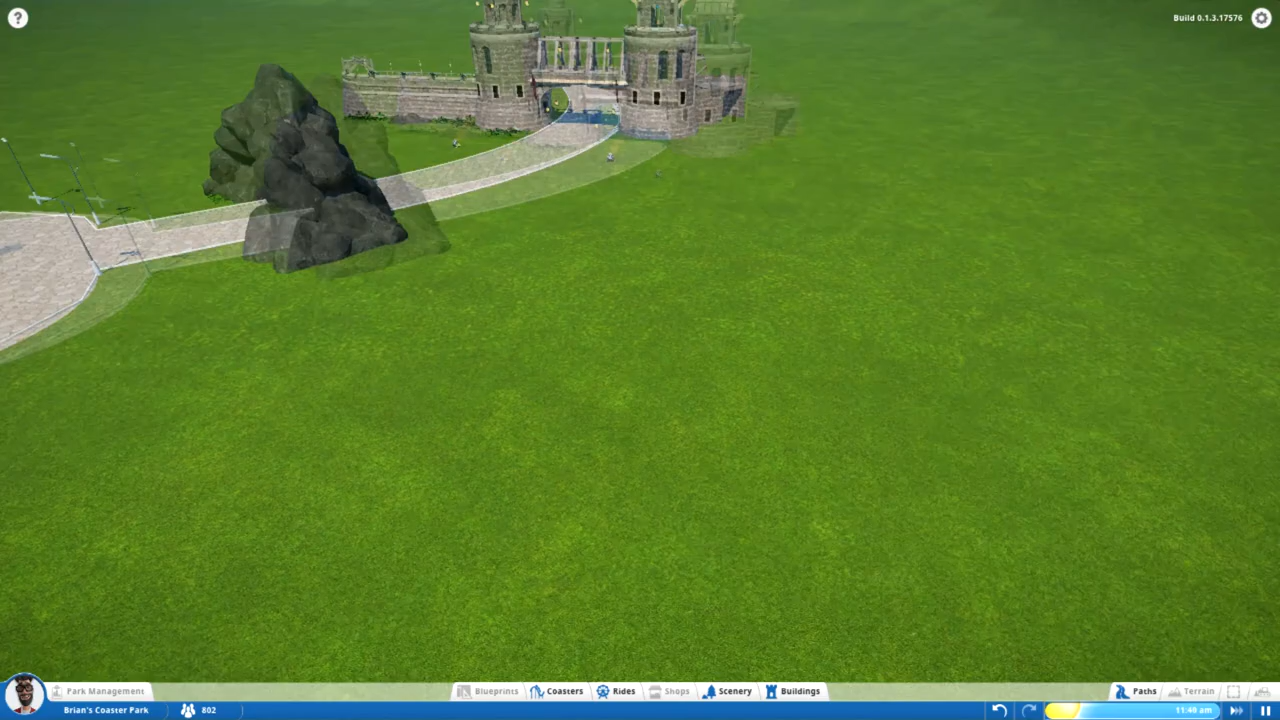 ?
Build 0.1.3.17576
Park Management
Blueprints
Coasters
Rides
Shops
Scenery
Buildings
Paths
Terrain
Brian's Coaster Park
802
11:40 am